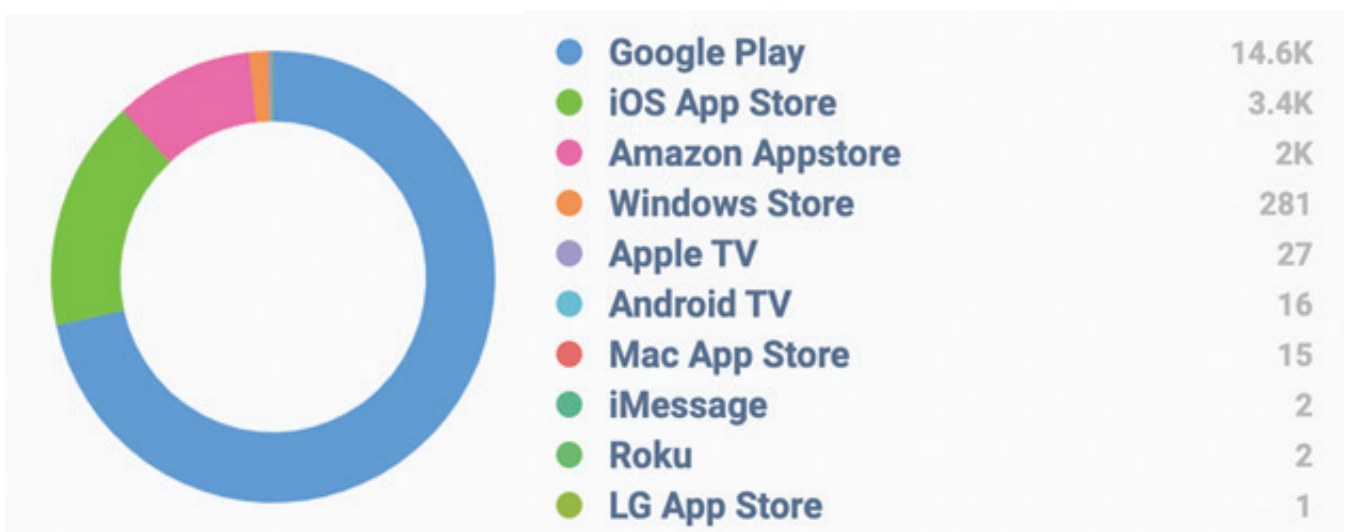 Google Play 14.6K
iOS App Store 3.4K
Amazon Appstore 2K
Windows Store 281
Apple TV 27
Android TV 16
Mac App Store 15
iMessage 2
Roku 2
LG App Store 1